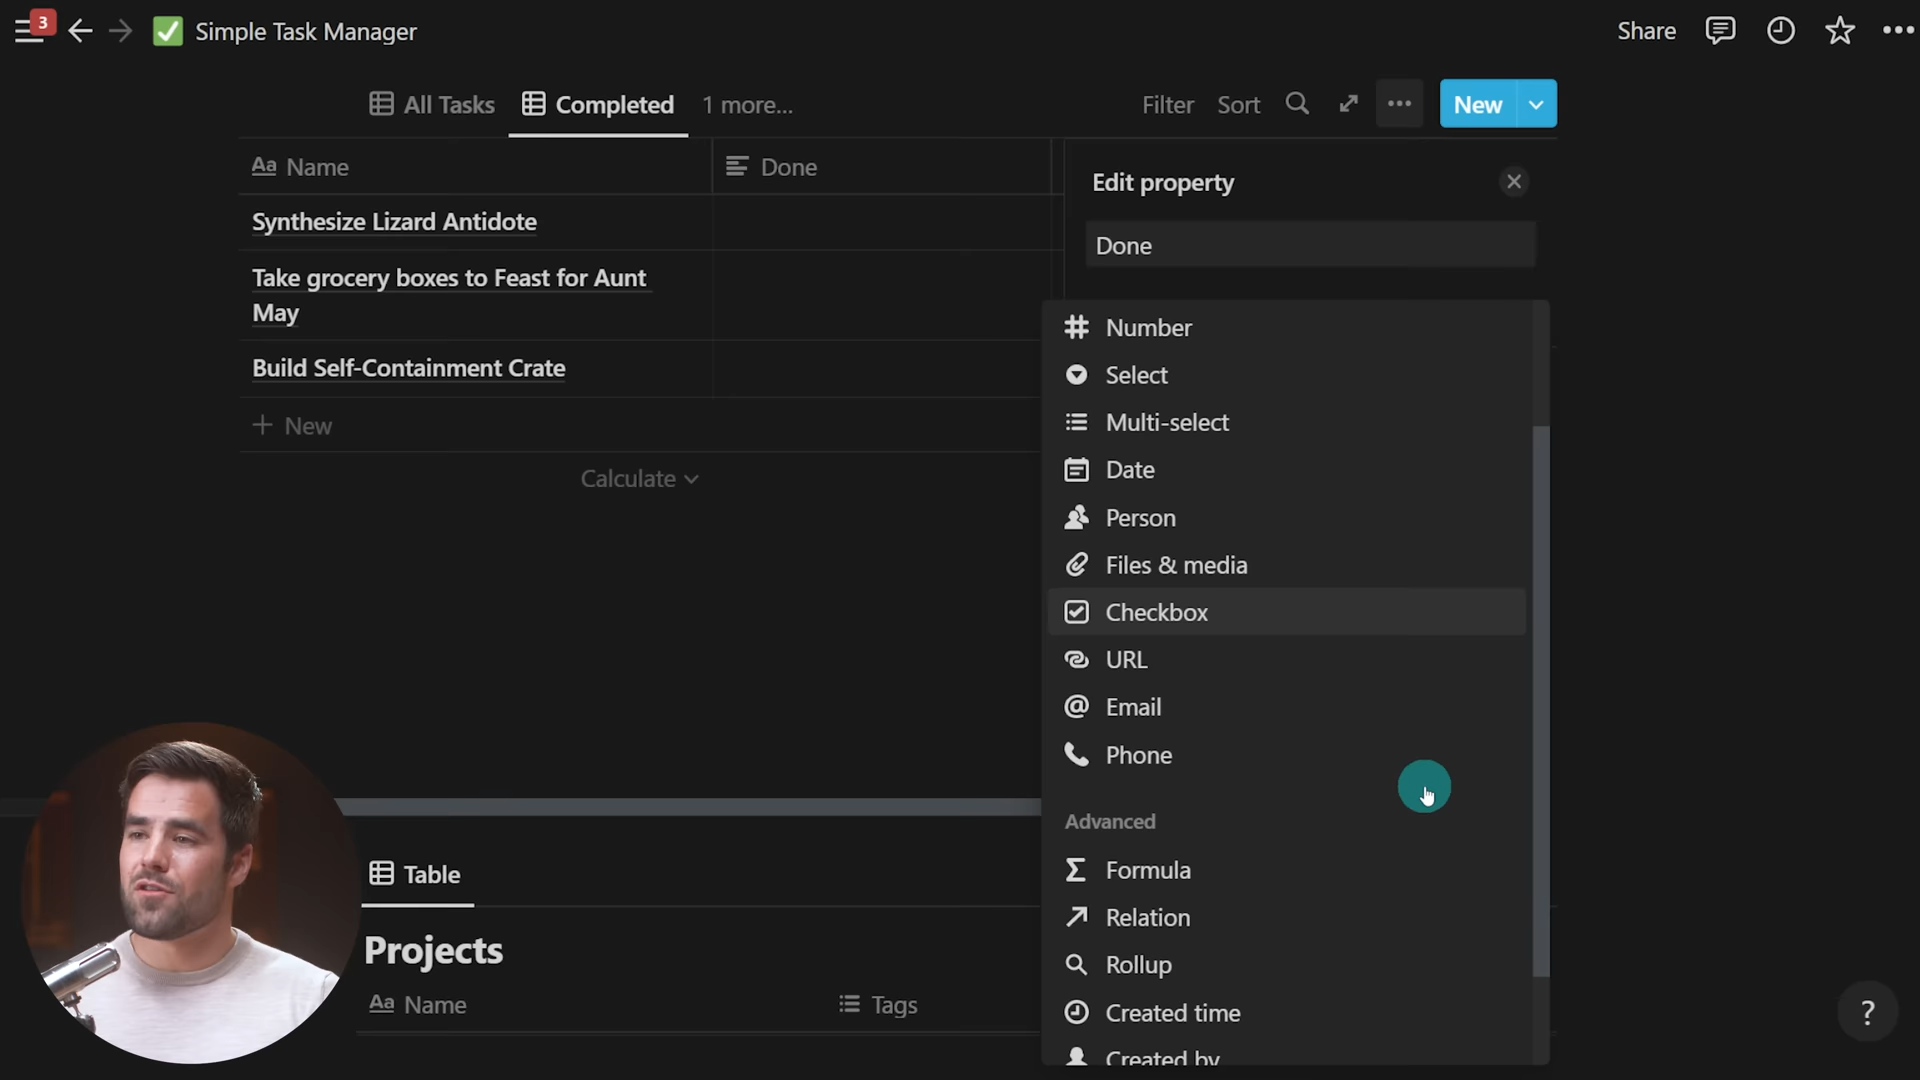 3
Simple Task Manager
Share
All Tasks
Completed
1 more...
Filter
Sort
New
Aa Name
Done
Edit property
Done
Synthesize Lizard Antidote
Take grocery boxes to Feast for Aunt
May
Build Self-Containment Crate
+ New
Calculate
Number
Select
Multi-select
Date
Person
Files & media
Checkbox
URL
@ Email
Phone
Advanced
Σ Formula
Relation
Rollup
Created time
Created by
Table
Projects
Aa Name
Tags
?